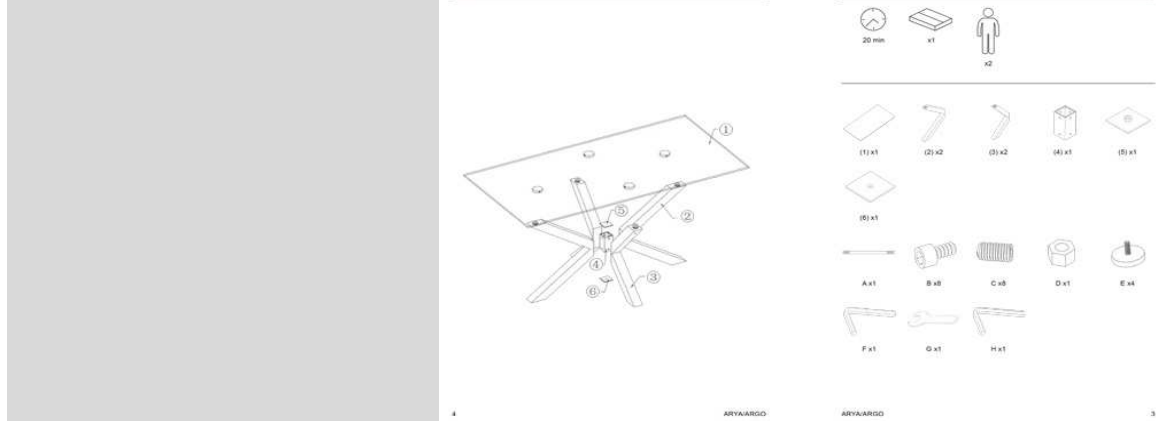 ①
⑤
②
④
③
⑥
4 ARYA/ARGO
20 min x1
x2
(1) x1 (2) x2 (3) x2 (4) x1 (5) x1
(6) x1
A x1 B x8 C x8 D x1 E x4
F x1 G x1 H x1
ARYA/ARGO 3